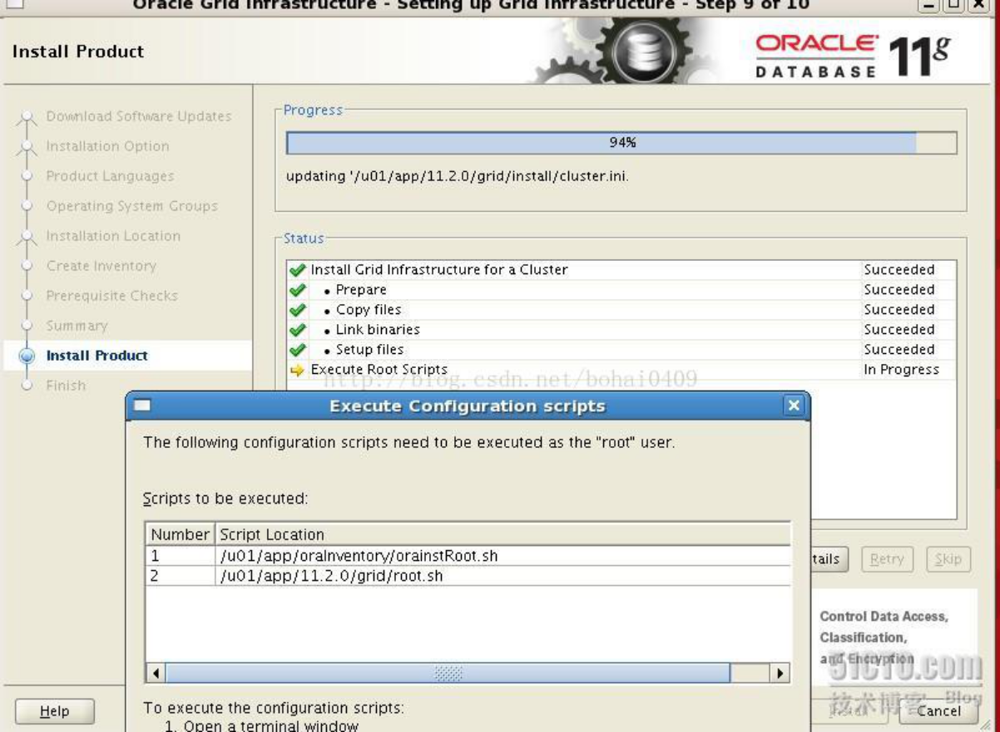 Oracle Grid Infrastructure - Setting up Grid Infrastructure - Step 9 of 10
Install Product
ORACLE
DATABASE
11g
Download Software Updates
Installation Option
Product Languages
Operating System Groups
Installation Location
Create Inventory
Prerequisite Checks
Summary
Install Product
Finish
Progress
94%
updating '/u01/app/11.2.0/grid/install/cluster.ini.
Status
Install Grid Infrastructure for a Cluster Succeeded
• Prepare Succeeded
• Copy files Succeeded
• Link binaries Succeeded
• Setup files Succeeded
Execute Root Scripts In Progress
http://blog.csdn.net/bohai0409
Execute Configuration scripts
The following configuration scripts need to be executed as the "root" user.
Scripts to be executed:
Number Script Location
1 /u01/app/oraInventory/orainstRoot.sh
2 /u01/app/11.2.0/grid/root.sh
To execute the configuration scripts:
1. Open a terminal window
tails Retry Skip
Control Data Access,
Classification,
and Encryption
51CTO.com
技术博客 Blog
Help
Cancel